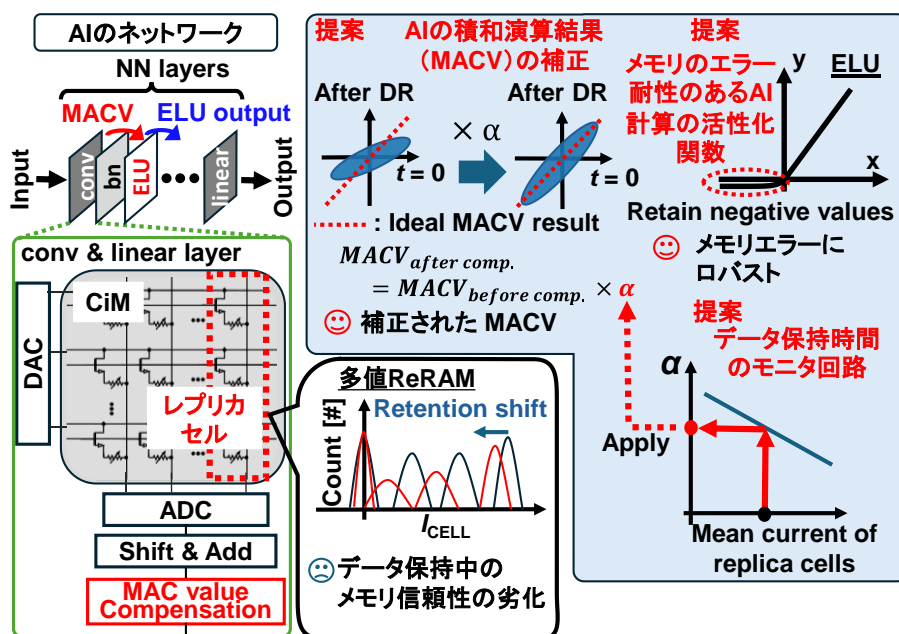 AIのネットワーク
NN layers
MACV
ELU output
Input
conv
bn
ELU
linear
Output
conv & linear layer
CiM
DAC
レプリカ
セル
ADC
Shift & Add
MAC value
Compensation
多値ReRAM
Retention shift
Count [#]
I_CELL
データ保持中の
メモリ信頼性の劣化
提案
AIの積和演算結果
(MACV)の補正
After DR
× α
After DR
t = 0
t = 0
: Ideal MACV result
MACV_after comp.
= MACV_before comp. × α
補正された MACV
提案
メモリのエラー
耐性のあるAI
計算の活性化
関数
y
ELU
x
Retain negative values
メモリエラーに
ロバスト
提案
データ保持時間
のモニタ回路
α
Apply
Mean current of
replica cells